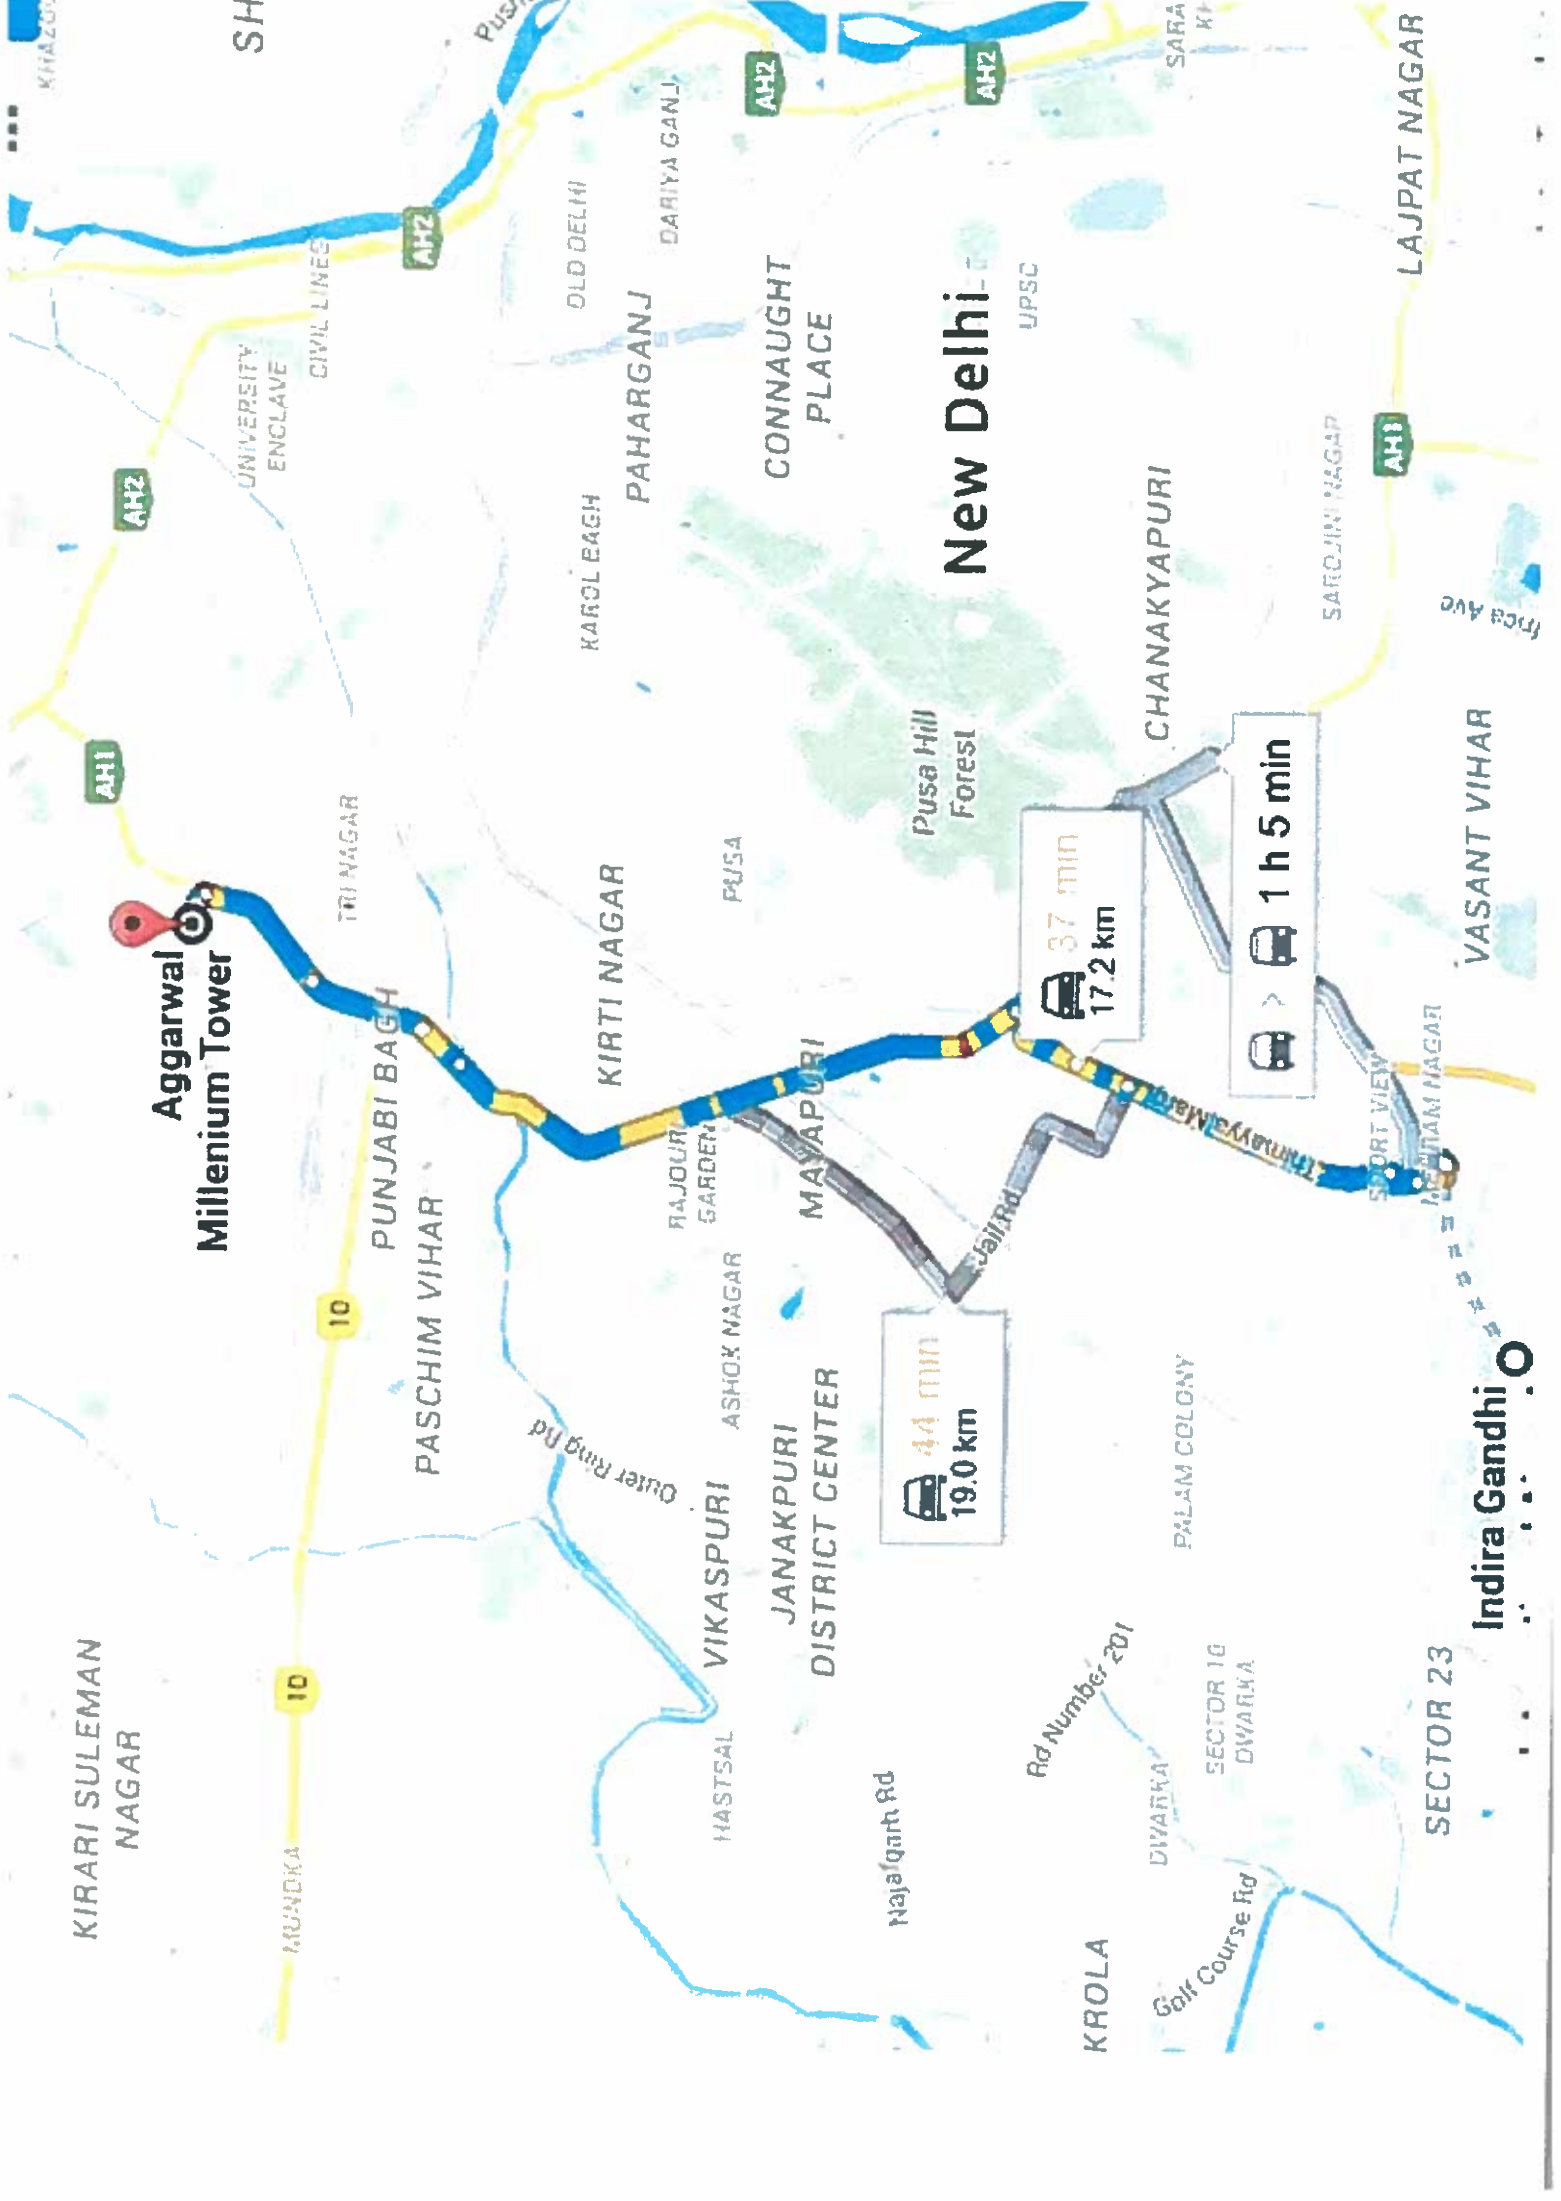 KIRARI SULEMAN
NAGAR
MUNDKA
10
10
Aggarwal
Millenium Tower
AH1
AH2
UNIVERSITY
ENCLAVE
CIVIL LINES
AH2
SH
TRI NAGAR
PUNJABI BAGH
PASCHIM VIHAR
Outer Ring Rd
OLD DELHI
DARIYA GANJ
AH2
AH2
PAHARGANJ
KIRTI NAGAR
PUSA
RAJOURI
GARDEN
ASHOK NAGAR
VIKASPURI
HASTSAL
CONNAUGHT
PLACE
MAYAPURI
JANAKPURI
DISTRICT CENTER
Najafgarh Rd
New Delhi
UPSC
Pusa Hill
Forest
44 min
19.0 km
Jail Rd
37 min
17.2 km
Rd Number 201
KROLA
CHANAKYAPURI
PALAM COLONY
DWARKA
SECTOR 10
DWARKA
Golf Course Rd
Thimayya Marg
1 h 5 min
SAROJINI NAGAR
AH1
LAJPAT NAGAR
SECTOR 23
VASANT VIHAR
Indira Gandhi